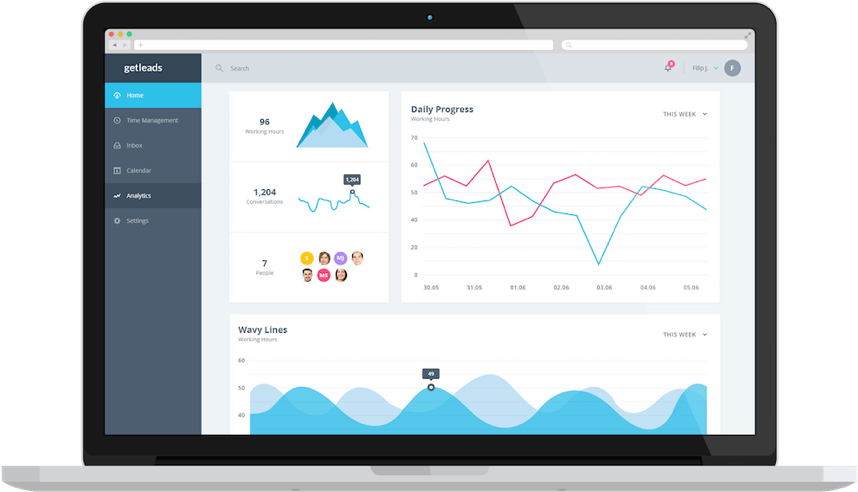 getleads
Search
8
Filip J.
F
Home
Time Management
Inbox
Calendar
Analytics
Settings
96
Working Hours
1,204
Conversations
1,204
7
People
MJ
MS
Daily Progress
Working Hours
THIS WEEK
70
60
50
40
20
0
30.05
31.05
01.06
02.06
03.06
04.06
05.06
Wavy Lines
Working Hours
THIS WEEK
60
50
40
49